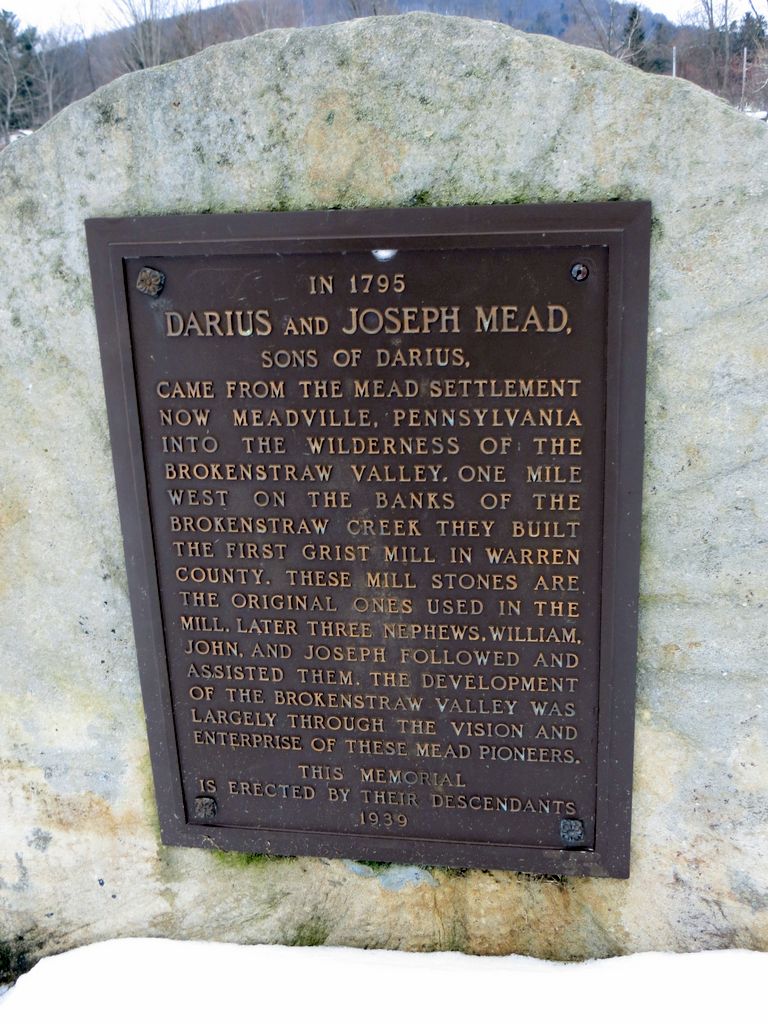 IN 1795
DARIUS AND JOSEPH MEAD,
SONS OF DARIUS,
CAME FROM THE MEAD SETTLEMENT
NOW MEADVILLE, PENNSYLVANIA
INTO THE WILDERNESS OF THE
BROKENSTRAW VALLEY. ONE MILE
WEST ON THE BANKS OF THE
BROKENSTRAW CREEK THEY BUILT
THE FIRST GRIST MILL IN WARREN
COUNTY. THESE MILL STONES ARE
THE ORIGINAL ONES USED IN THE
MILL. LATER THREE NEPHEWS, WILLIAM,
JOHN, AND JOSEPH FOLLOWED AND
ASSISTED THEM. THE DEVELOPMENT
OF THE BROKENSTRAW VALLEY WAS
LARGELY THROUGH THE VISION AND
ENTERPRISE OF THESE MEAD PIONEERS.
THIS MEMORIAL
IS ERECTED BY THEIR DESCENDANTS
1939